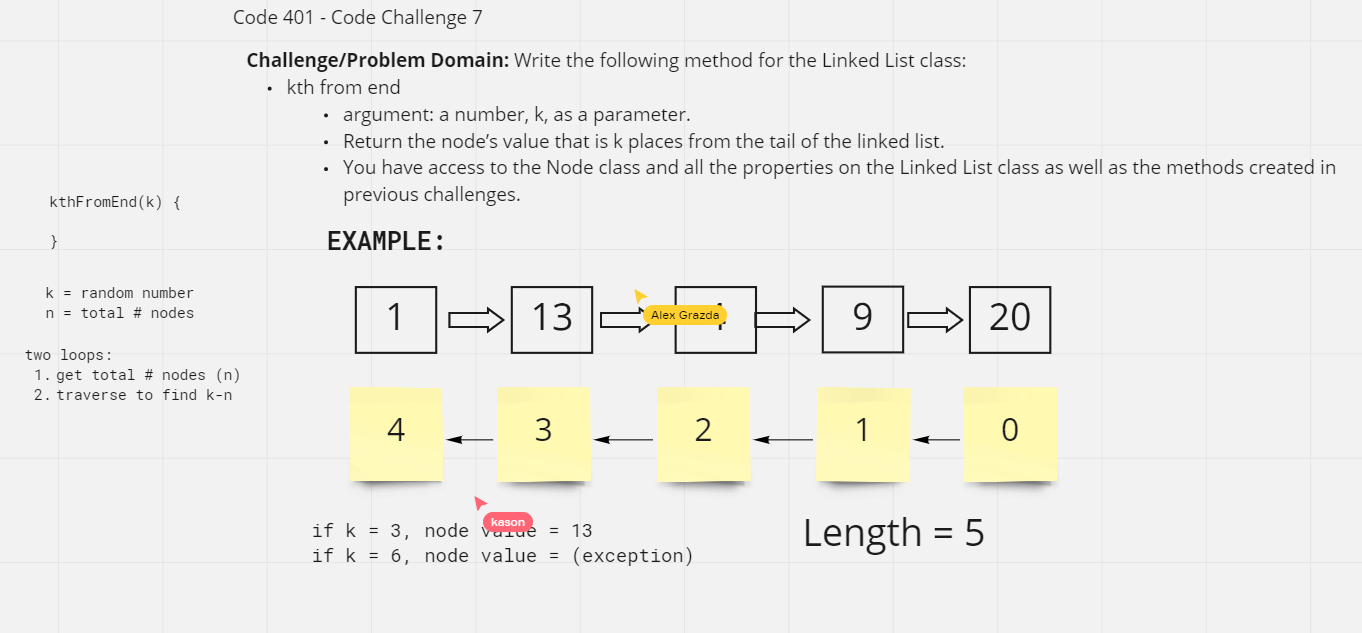 Code 401 - Code Challenge 7
Challenge/Problem Domain: Write the following method for the Linked List class:
• kth from end
• argument: a number, k, as a parameter.
• Return the node’s value that is k places from the tail of the linked list.
• You have access to the Node class and all the properties on the Linked List class as well as the methods created in
previous challenges.
kthFromEnd(k) {
}
k = random number
n = total # nodes
two loops:
1. get total # nodes (n)
2. traverse to find k-n
EXAMPLE:
1 13 9 20
Alex Grazda
4 3 2 1 0
kason
if k = 3, node value = 13
if k = 6, node value = (exception)
Length = 5